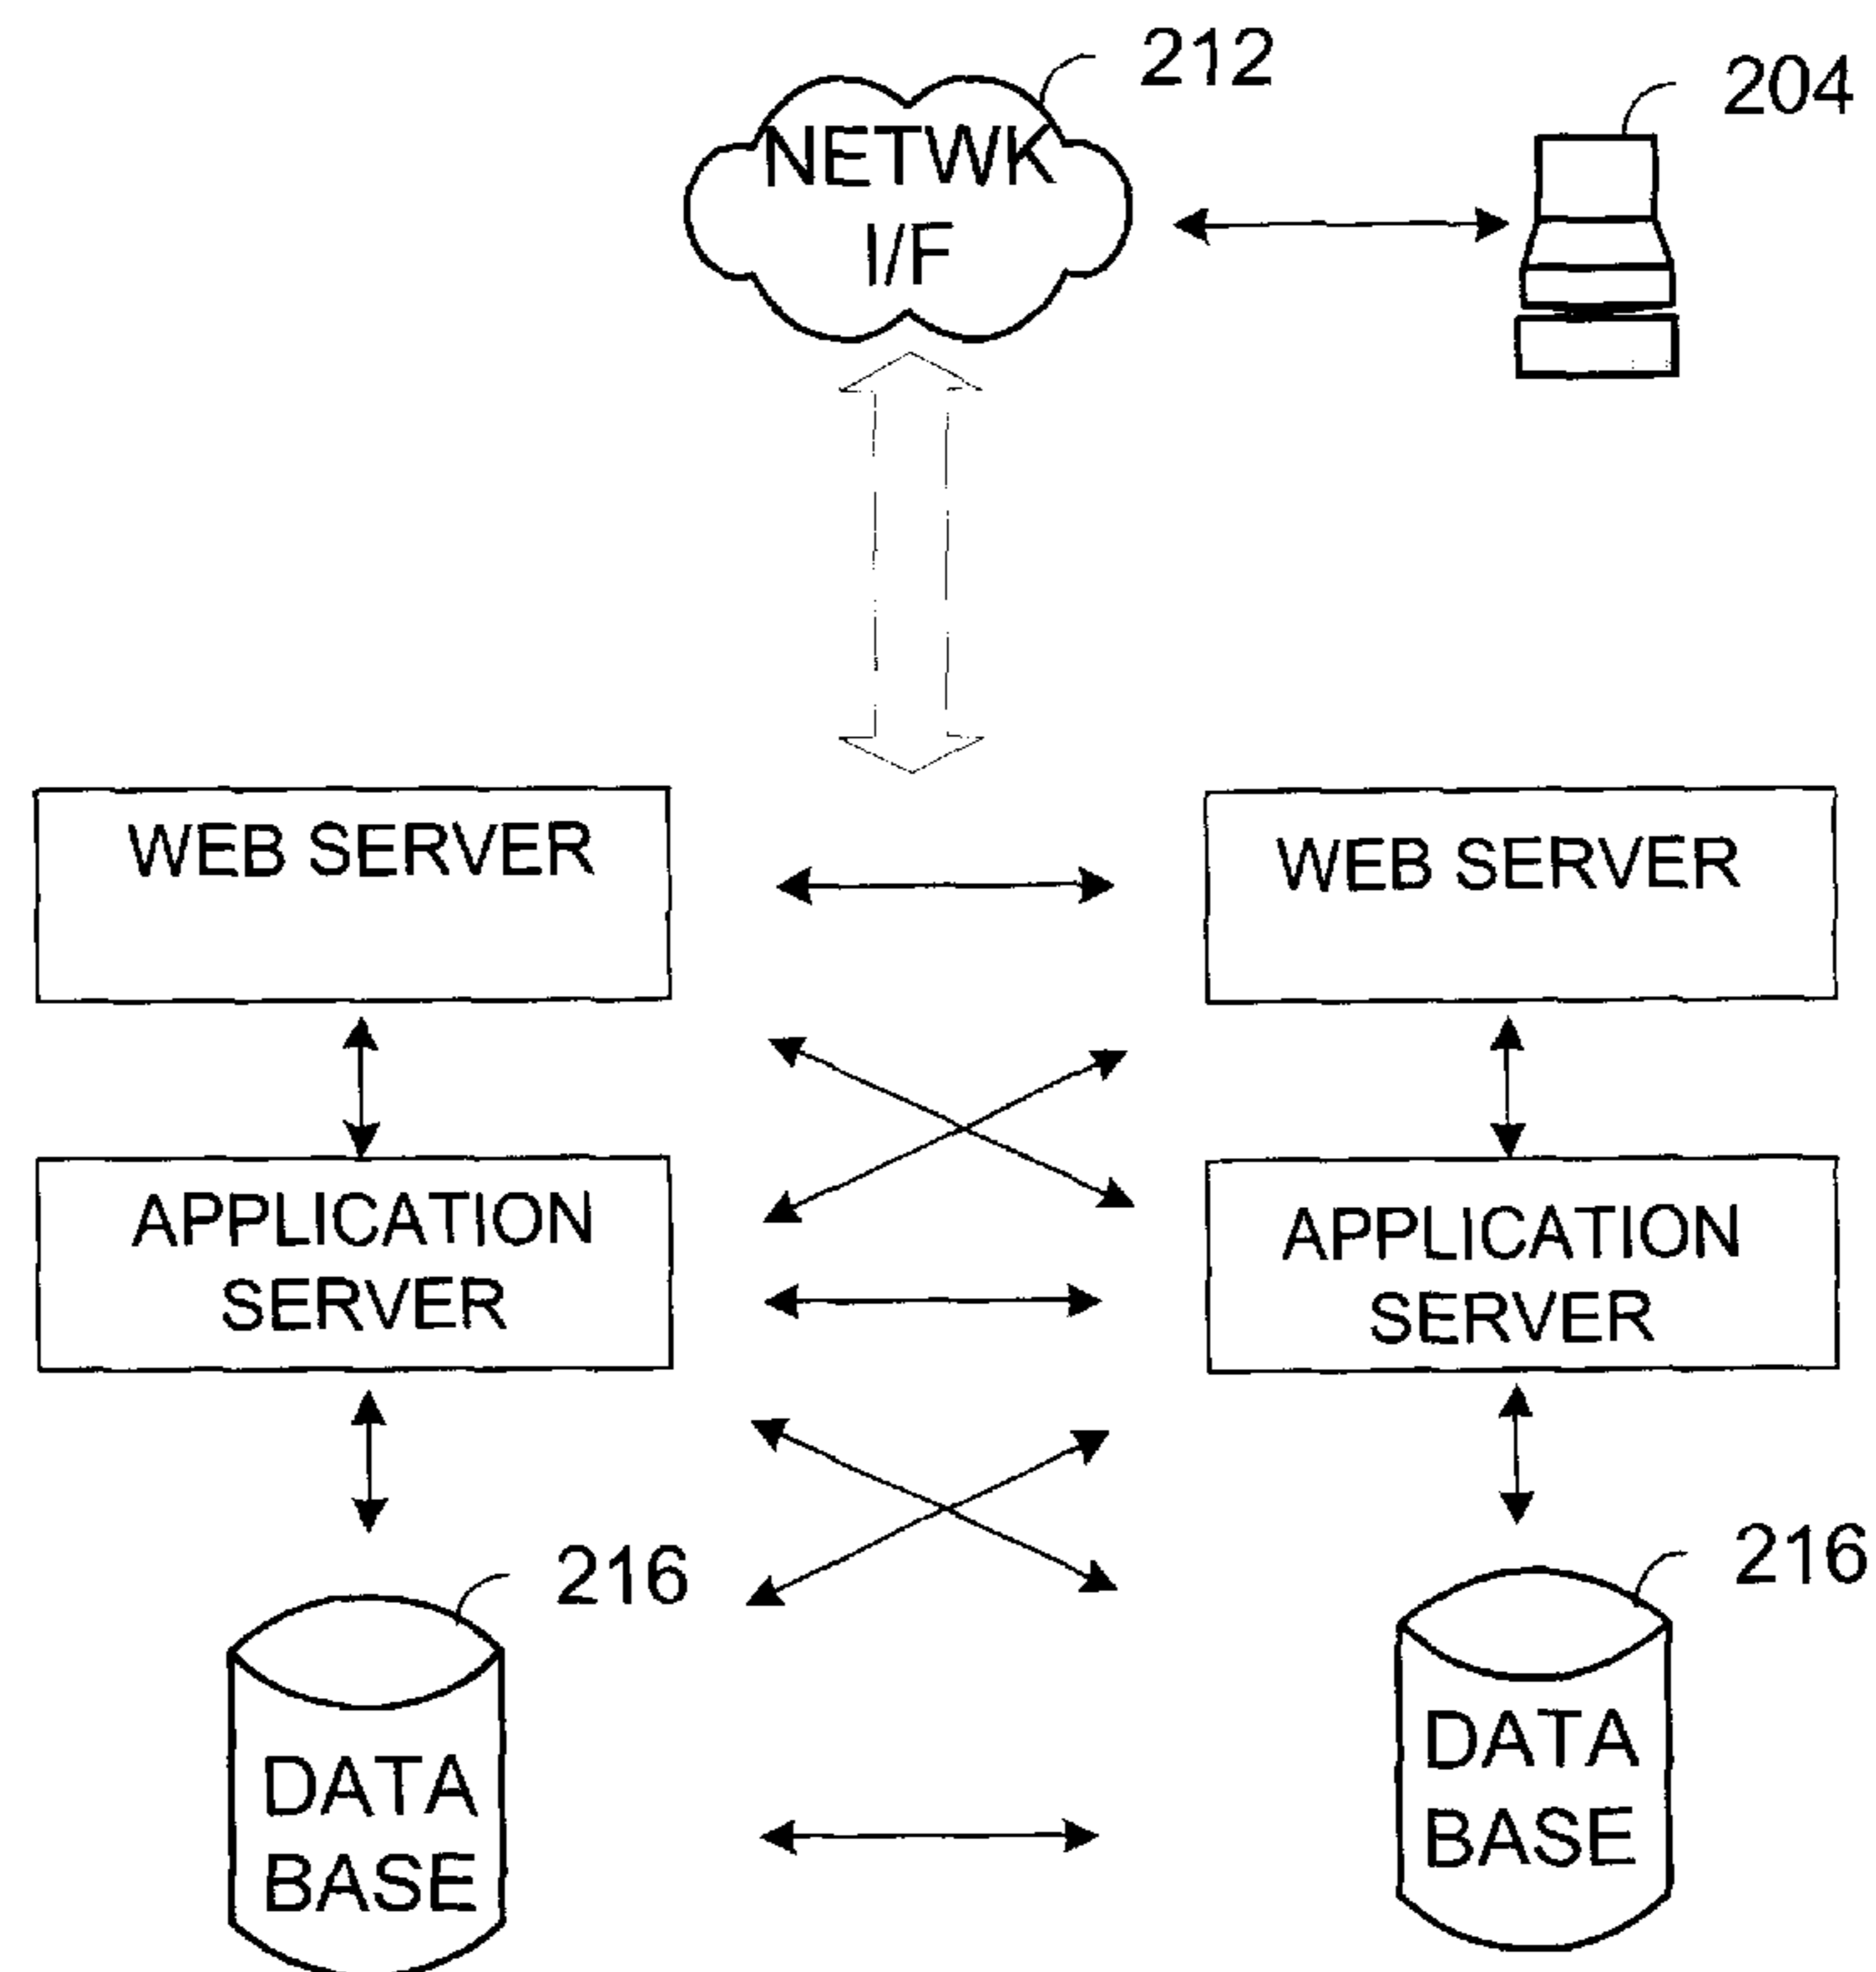 212
204
NETWK
I/F
WEB SERVER
WEB SERVER
APPLICATION
SERVER
APPLICATION
SERVER
216
216
DATA
BASE
DATA
BASE